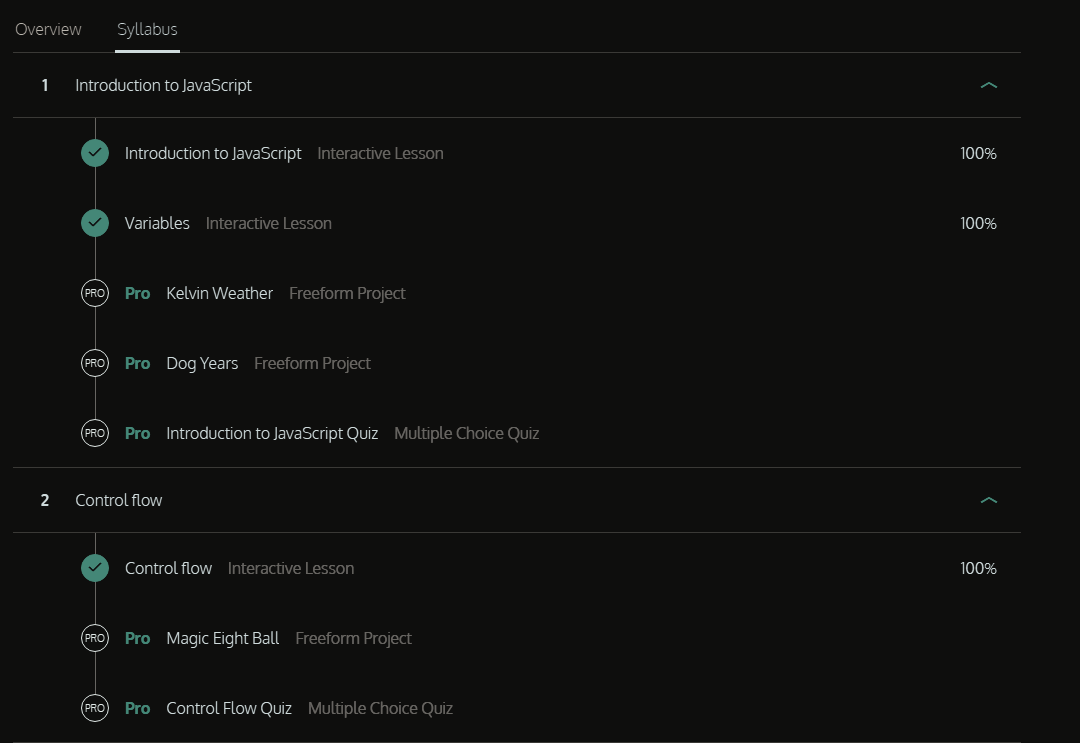 Overview Syllabus
1 Introduction to JavaScript
Introduction to JavaScript Interactive Lesson 100%
Variables Interactive Lesson 100%
PRO Pro Kelvin Weather Freeform Project
PRO Pro Dog Years Freeform Project
PRO Pro Introduction to JavaScript Quiz Multiple Choice Quiz
2 Control flow
Control flow Interactive Lesson 100%
PRO Pro Magic Eight Ball Freeform Project
PRO Pro Control Flow Quiz Multiple Choice Quiz